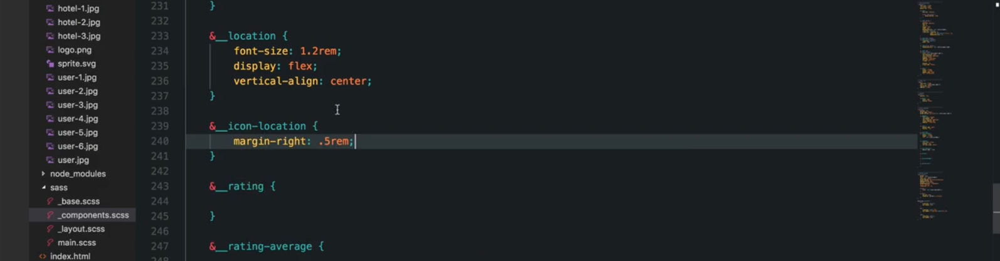 hotel-1.jpg
hotel-2.jpg
hotel-3.jpg
logo.png
sprite.svg
user-1.jpg
user-2.jpg
user-3.jpg
user-4.jpg
user-5.jpg
user-6.jpg
user.jpg
node_modules
sass
_base.scss
_components.scss
_layout.scss
main.scss
<> index.html
231 }
232
233 &__location {
234 font-size: 1.2rem;
235 display: flex;
236 vertical-align: center;
237 }
238
239 &__icon-location {
240 margin-right: .5rem;
241 }
242
243 &__rating {
244
245 }
246
247 &__rating-average {
248